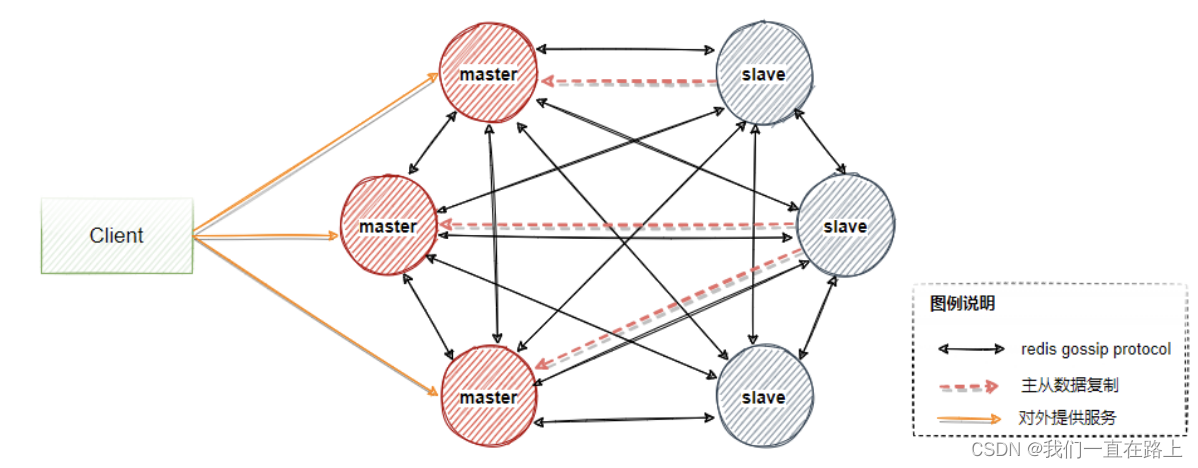 master
slave
Client
master
slave
master
slave
图例说明
redis gossip protocol
主从数据复制
对外提供服务
CSDN @我们一直在路上